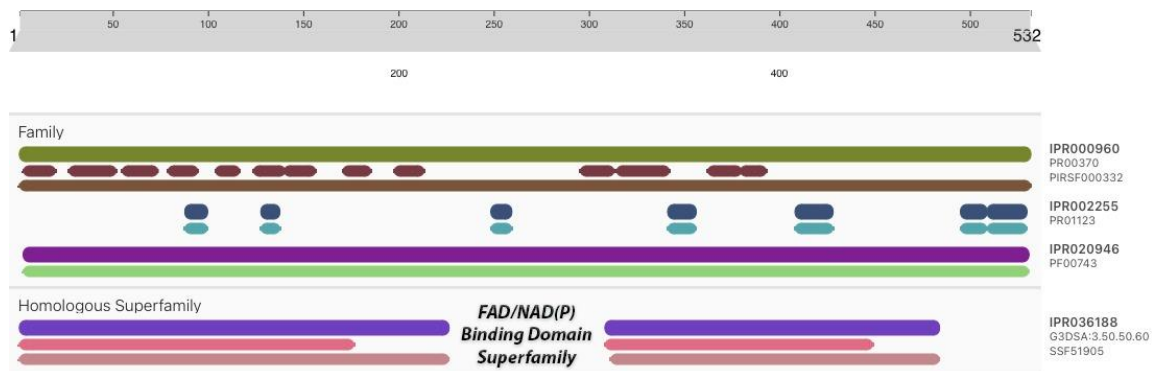 50 100 150 200 250 300 350 400 450 500
1 532
200 400
Family
IPR000960
PR00370
PIRSF000332
IPR002255
PR01123
IPR020946
PF00743
Homologous Superfamily
FAD/NAD(P)
Binding Domain
Superfamily
IPR036188
G3DSA:3.50.50.60
SSF51905